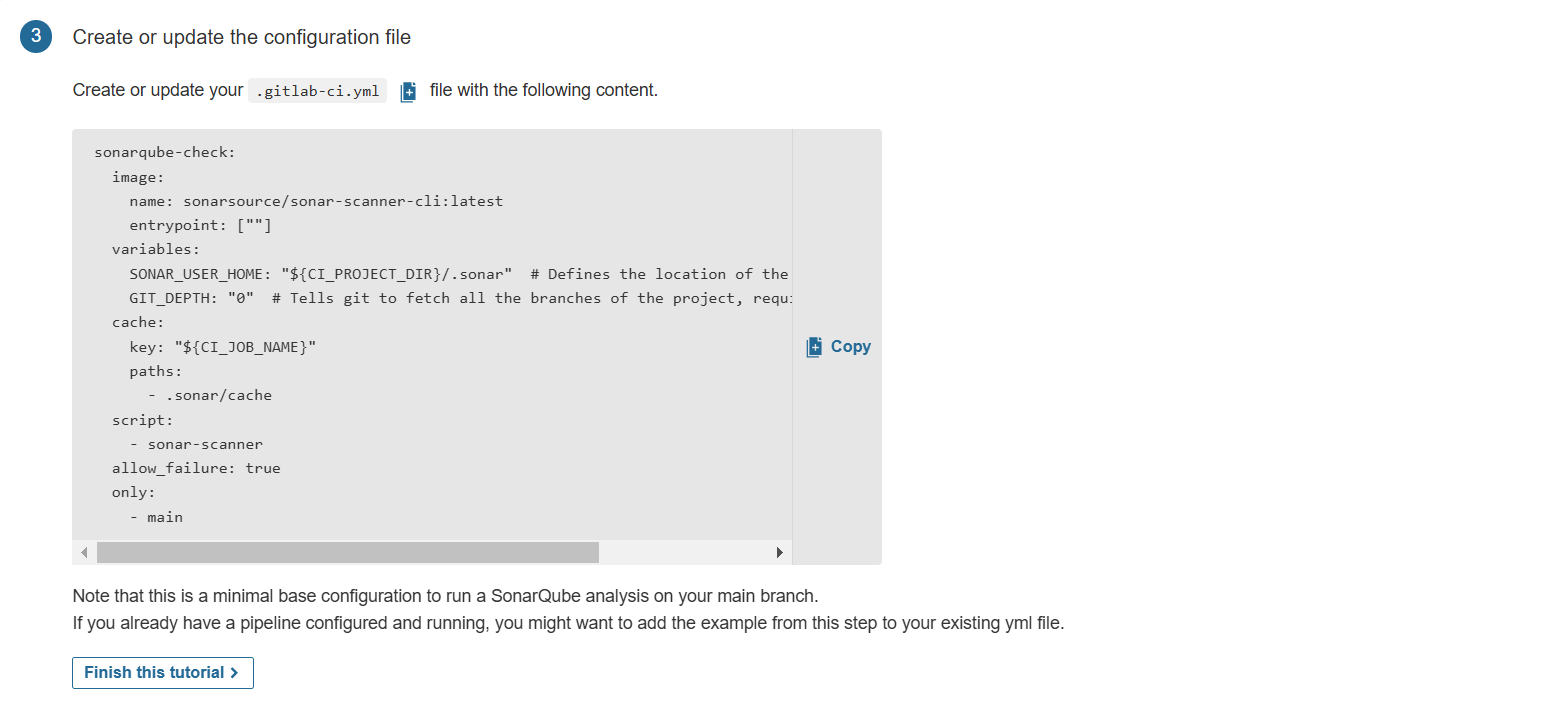 3 Create or update the configuration file
Create or update your .gitlab-ci.yml file with the following content.
sonarqube-check:
  image:
    name: sonarsource/sonar-scanner-cli:latest
    entrypoint: [""]
  variables:
    SONAR_USER_HOME: "${CI_PROJECT_DIR}/.sonar"  # Defines the location of the
    GIT_DEPTH: "0"  # Tells git to fetch all the branches of the project,
  cache:
    key: "${CI_JOB_NAME}"
    paths:
      - .sonar/cache
  script:
    - sonar-scanner
  allow_failure: true
  only:
    - main
Copy
Note that this is a minimal base configuration to run a SonarQube analysis on your main branch.
If you already have a pipeline configured and running, you might want to add the example from this step to your existing yml file.
Finish this tutorial